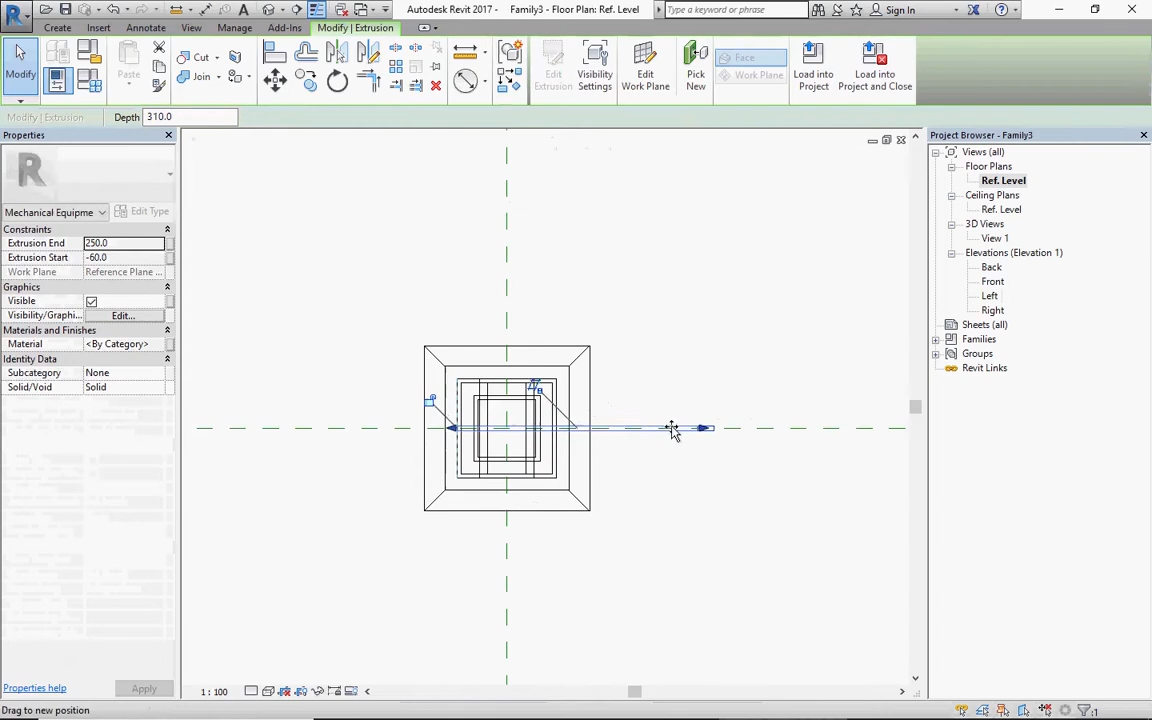 Autodesk Revit 2017 - Family3 - Floor Plan: Ref. Level
Type a keyword or phrase
Sign In
Create
Insert
Annotate
View
Manage
Add-Ins
Modify | Extrusion
Modify
Paste
Cut
Join
Edit
Extrusion
Visibility
Settings
Edit
Work Plane
Pick
New
Face
Work Plane
Load into
Project
Load into
Project and Close
Modify | Extrusion
Depth
310.0
Properties
Mechanical Equipme
Edit Type
Constraints
Extrusion End 250.0
Extrusion Start -60.0
Work Plane Reference Plane ...
Graphics
Visible
Visibility/Graphi... Edit...
Materials and Finishes
Material <By Category>
Identity Data
Subcategory None
Solid/Void Solid
Properties help
Apply
1 : 100
Drag to new position
:1
Project Browser - Family3
Views (all)
Floor Plans
Ref. Level
Ceiling Plans
Ref. Level
3D Views
View 1
Elevations (Elevation 1)
Back
Front
Left
Right
Sheets (all)
Families
Groups
Revit Links